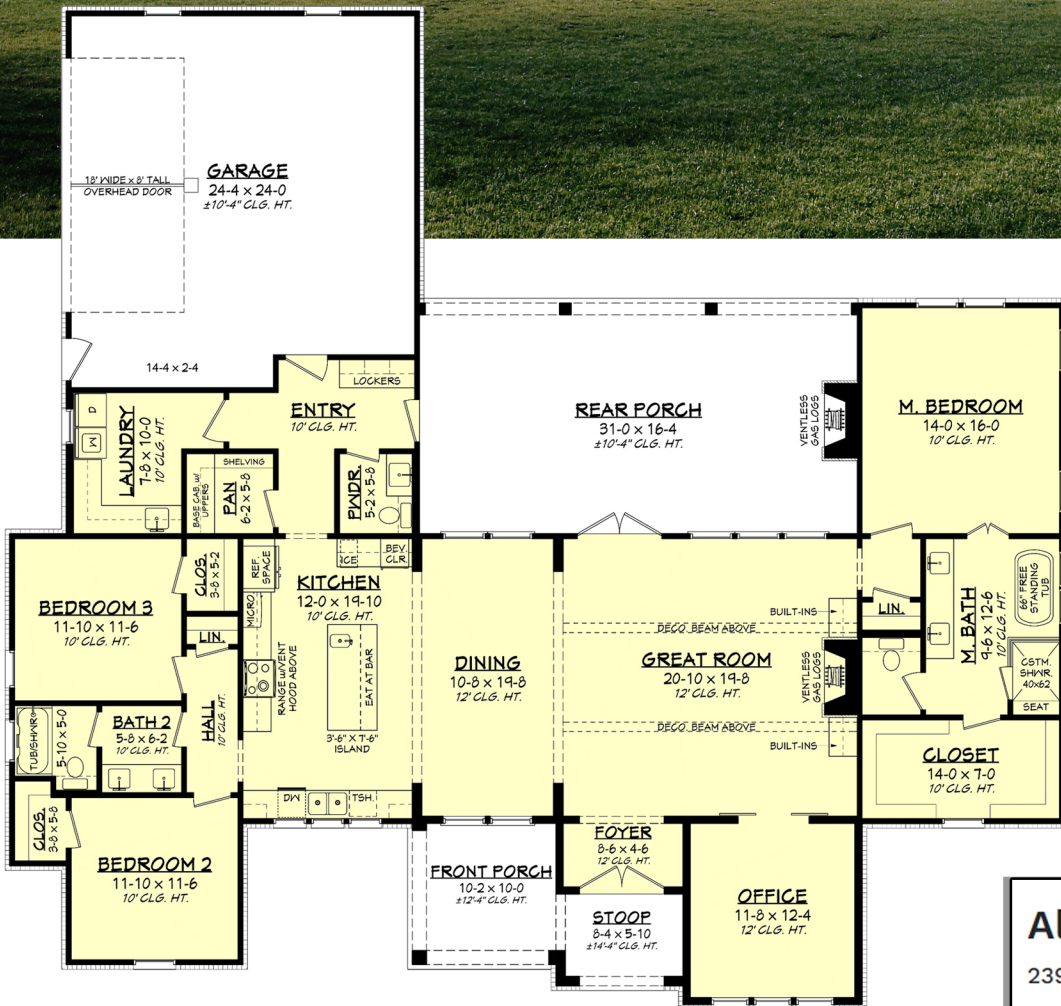 18' WIDE x 8' TALL
OVERHEAD DOOR
GARAGE
24-4 x 24-0
±10'-4" CLG. HT.
14-4 x 2-4
LOCKERS
ENTRY
10' CLG. HT.
D
M
LAUNDRY
7-8 x 10-0
10' CLG. HT.
BASE CAB. w/
UPPERS
SHELVING
PAN
6-2 x 5-8
PWDR.
5-2 x 5-8
REAR PORCH
31-0 x 16-4
±10'-4" CLG. HT.
VENTLESS
GAS LOGS
M. BEDROOM
14-0 x 16-0
10' CLG. HT.
BEDROOM 3
11-10 x 11-6
10' CLG. HT.
CLOS.
3-8 x 5-2
LIN.
REF.
SPACE
MICRO.
ICE
BEV.
CLR.
KITCHEN
12-0 x 19-10
10' CLG. HT.
RANGE w/VENT
HOOD ABOVE
EAT AT BAR
3'-6" X 7'-6"
ISLAND
DW
TSH.
DINING
10-8 x 19-8
12' CLG. HT.
BUILT-INS
DECO. BEAM ABOVE
GREAT ROOM
20-10 x 19-8
12' CLG. HT.
VENTLESS
GAS LOGS
DECO. BEAM ABOVE
BUILT-INS
LIN.
M. BATH
9-6 x 12-6
10' CLG. HT.
66" FREE
STANDING
TUB
CSTM.
SHWR.
40x62
SEAT
CLOSET
14-0 x 7-0
10' CLG. HT.
TUB/SHWR
5-10 x 5-0
BATH 2
5-8 x 6-2
10' CLG. HT.
HALL
10' CLG. HT.
CLOS.
3-8 x 5-8
BEDROOM 2
11-10 x 11-6
10' CLG. HT.
FRONT PORCH
10-2 x 10-0
±12'-4" CLG. HT.
FOYER
8-6 x 4-6
12' CLG. HT.
STOOP
8-4 x 5-10
±14'-4" CLG. HT.
OFFICE
11-8 x 12-4
12' CLG. HT.
239